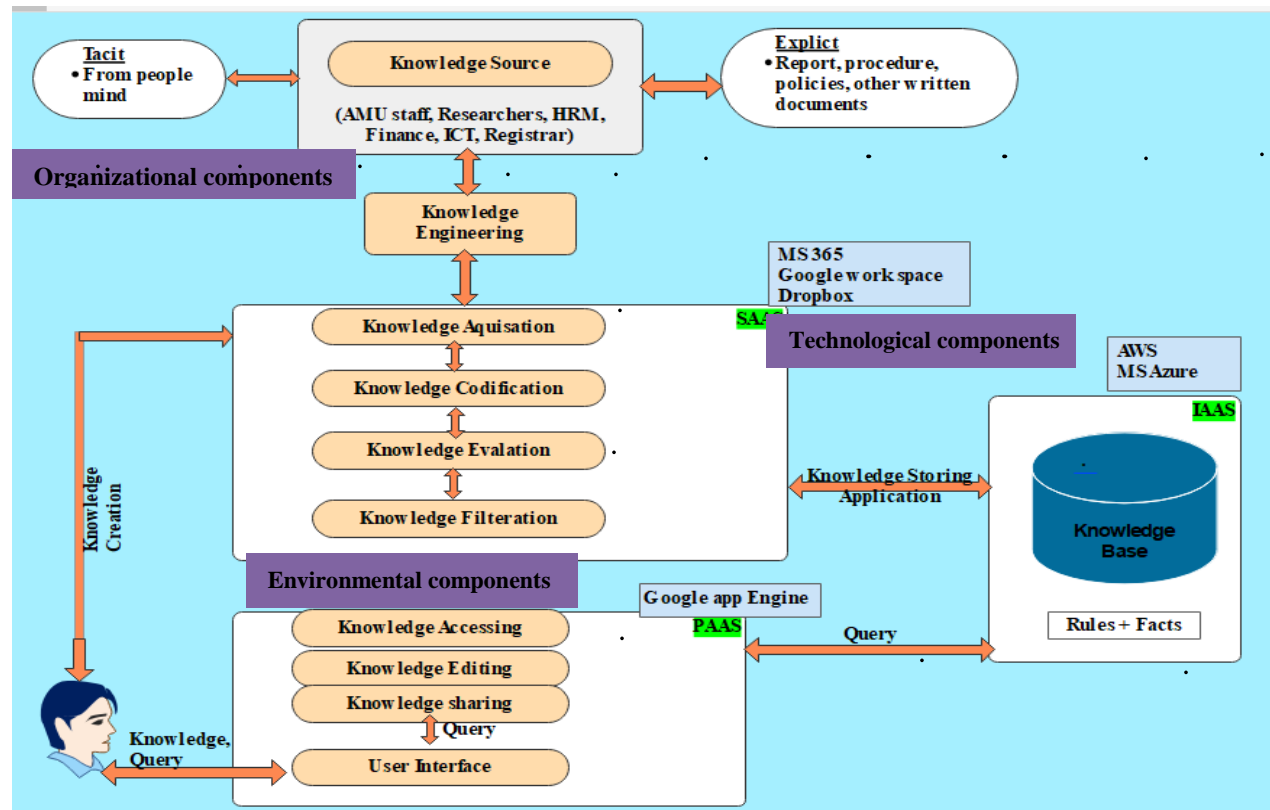 Tacit
• From people
mind
Knowledge Source
(AMU staff, Researchers, HRM,
Finance, ICT, Registrar)
Explict
• Report, procedure,
policies, other written
documents
Organizational components
Knowledge
Engineering
MS 365
Google work space
Dropbox
SAAS
Technological components
AWS
MS Azure
IAAS
Knowledge Aquisation
Knowledge Codification
Knowledge Evalation
Knowledge Filteration
Knowledge Creation
Knowledge Storing
Application
Knowledge
Base
Rules + Facts
Environmental components
Google app Engine
PAAS
Knowledge Accessing
Knowledge Editing
Knowledge sharing
Query
User Interface
Query
Knowledge,
Query